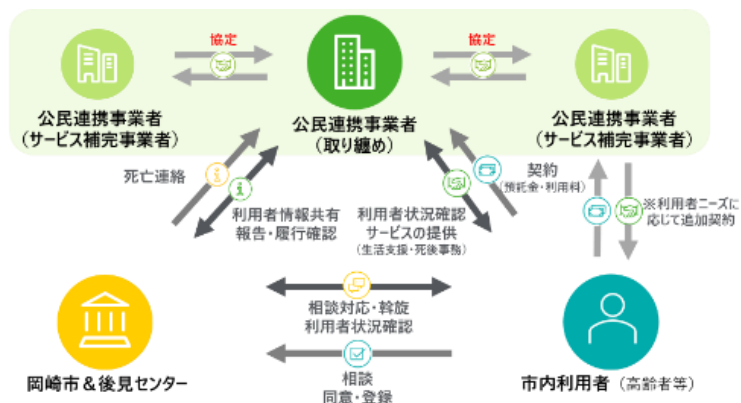 協定
協定
公民連携事業者
(サービス補完事業者)
公民連携事業者
(取り纏め)
公民連携事業者
(サービス補完事業者)
死亡連絡
利用者情報共有
報告・履行確認
利用者状況確認
サービスの提供
(生活支援・死後事務)
契約
(預託金・利用料)
※利用者ニーズに
応じて追加契約
相談対応・斡旋
利用者状況確認
相談
同意・登録
岡崎市＆後見センター
市内利用者（高齢者等）